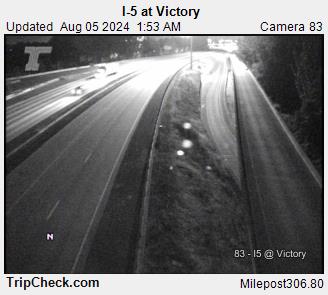 I-5 at Victory
Updated Aug 05 2024 1:53 AM Camera 83
T
N
83 - I5 @ Victory
TripCheck.com Milepost306.80